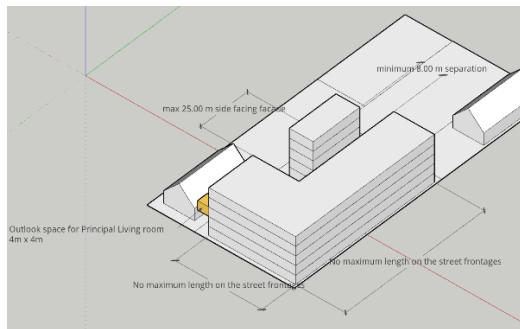 minimum 8.00 m separation
max 25.00 m side facing facade
Outlook space for Principal Living room
4m x 4m
No maximum length on the street frontages
No maximum length on the street frontages